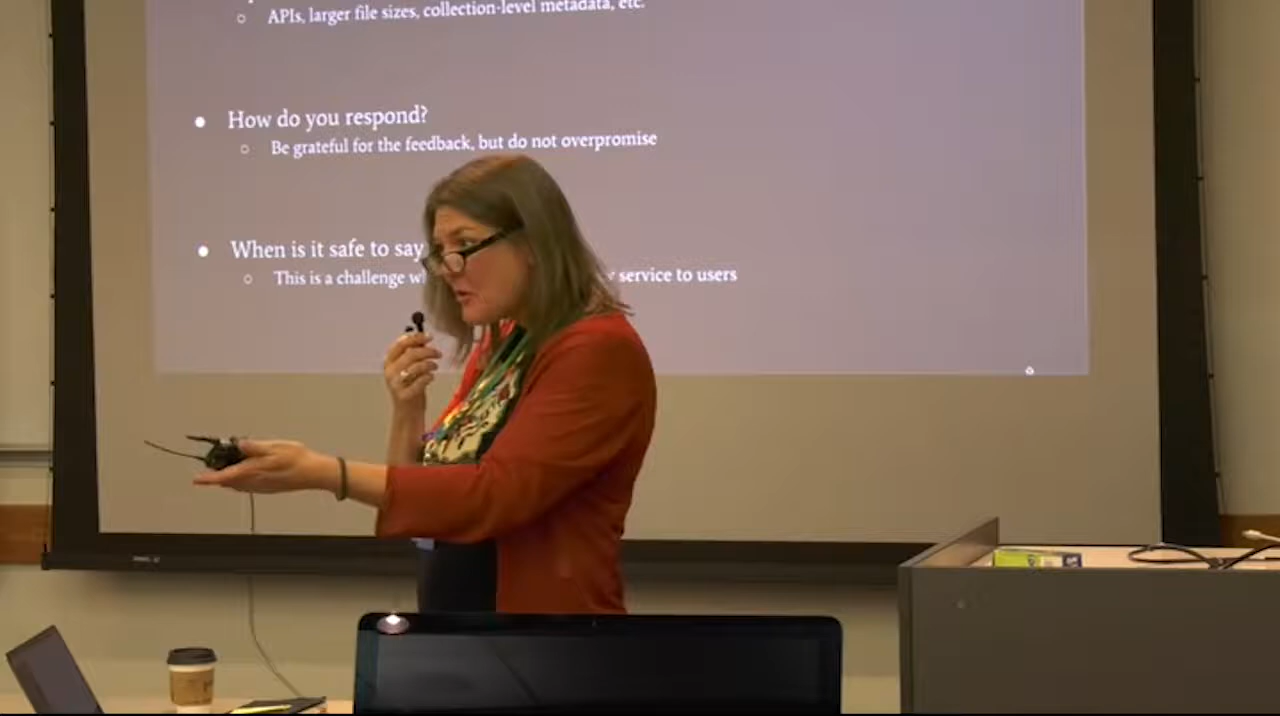 APIs, larger file sizes, collection-level metadata, etc.
How do you respond?
Be grateful for the feedback, but do not overpromise
When is it safe to say
This is a challenge service to users